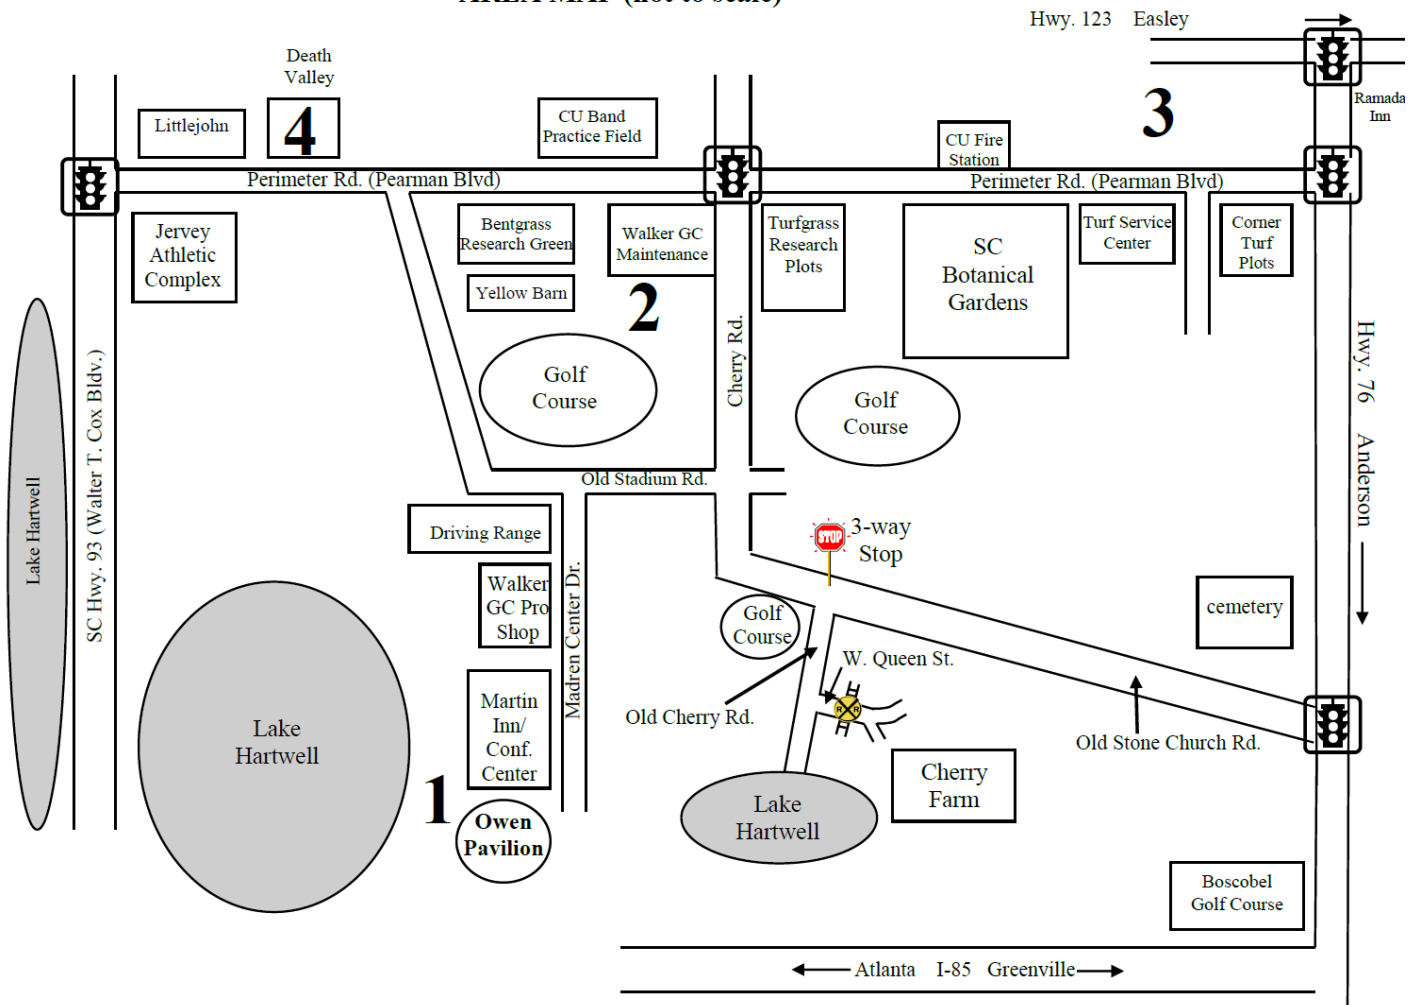 AREA MAP (not to scale)
Hwy. 123 Easley
Death
Valley
Ramada
Inn
Littlejohn
4
CU Band
Practice Field
3
CU Fire
Station
Perimeter Rd. (Pearman Blvd)
Perimeter Rd. (Pearman Blvd)
Jervey
Athletic
Complex
Bentgrass
Research Green
Walker GC
Maintenance
Turfgrass
Research
Plots
SC
Botanical
Gardens
Turf Service
Center
Corner
Turf
Plots
Yellow Barn
2
Golf
Course
Cherry Rd.
Golf
Course
Hwy. 76 Anderson
Old Stadium Rd.
Lake Hartwell
SC Hwy. 93 (Walter T. Cox Bldv.)
Driving Range
STOP
3-way
Stop
Walker
GC Pro
Shop
Madren Center Dr.
Golf
Course
cemetery
W. Queen St.
R R
Old Cherry Rd.
Old Stone Church Rd.
Martin
Inn/
Conf.
Center
Lake
Hartwell
1
Owen
Pavilion
Lake
Hartwell
Cherry
Farm
Boscobel
Golf Course
Atlanta I-85 Greenville